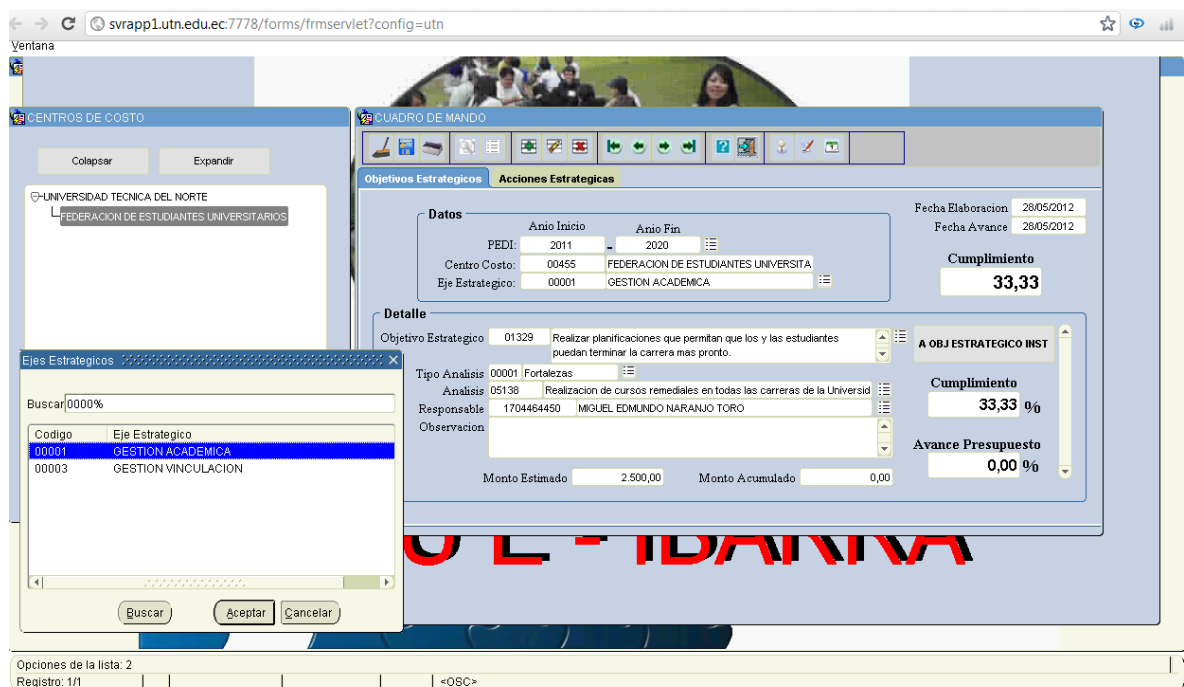 svrapp1.utn.edu.ec:7778/forms/frmservlet?config=utn
Ventana
CENTROS DE COSTO
Colapsar Expandir
UNIVERSIDAD TECNICA DEL NORTE
FEDERACION DE ESTUDIANTES UNIVERSITARIOS
CUADRO DE MANDO
Objetivos Estrategicos Acciones Estrategicas
Datos
Anio Inicio Anio Fin
PEDI: 2011 - 2020
Centro Costo: 00455 FEDERACION DE ESTUDIANTES UNIVERSITA
Eje Estrategico: 00001 GESTION ACADEMICA
Fecha Elaboracion 28/05/2012
Fecha Avance 28/05/2012
Cumplimiento
33,33
Detalle
Objetivo Estrategico 01329 Realizar planificaciones que permitan que los y las estudiantes
puedan terminar la carrera mas pronto.
Tipo Analisis 00001 Fortalezas
Analisis 05138 Realizacion de cursos remediales en todas las carreras de la Universid
Responsable 1704464450 MIGUEL EDMUNDO NARANJO TORO
Observacion
Monto Estimado 2.500,00 Monto Acumulado 0,00
A OBJ ESTRATEGICO INST
Cumplimiento
33,33 %
Avance Presupuesto
0,00 %
Ejes Estrategicos
Buscar 0000%
Codigo Eje Estrategico
00001 GESTION ACADEMICA
00003 GESTION VINCULACION
Buscar Aceptar Cancelar
E - IBARRA
Opciones de la lista: 2
Registro: 1/1 <OSC>